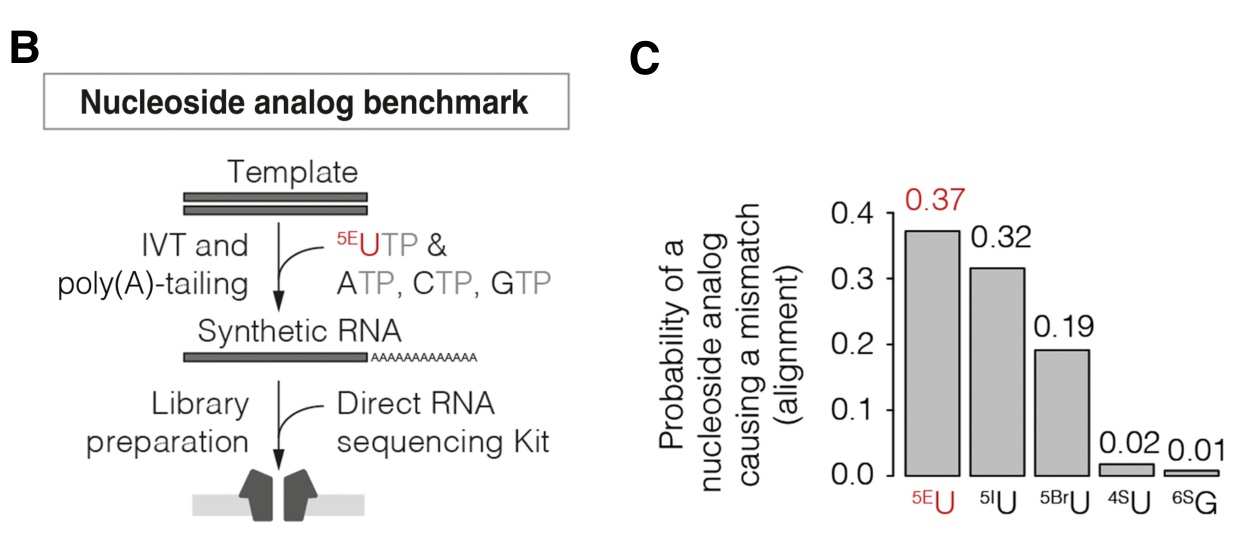 B
Nucleoside analog benchmark
Template
IVT and
poly(A)-tailing
5EUTP &
ATP, CTP, GTP
Synthetic RNA
AAAAAAAAAAAAA
Library
preparation
Direct RNA
sequencing Kit
C
Probability of a
nucleoside analog
causing a mismatch
(alignment)
0.4
0.3
0.2
0.1
0.0
0.37
0.32
0.19
0.02
0.01
5EU
5IU
5BrU
4SU
6SG